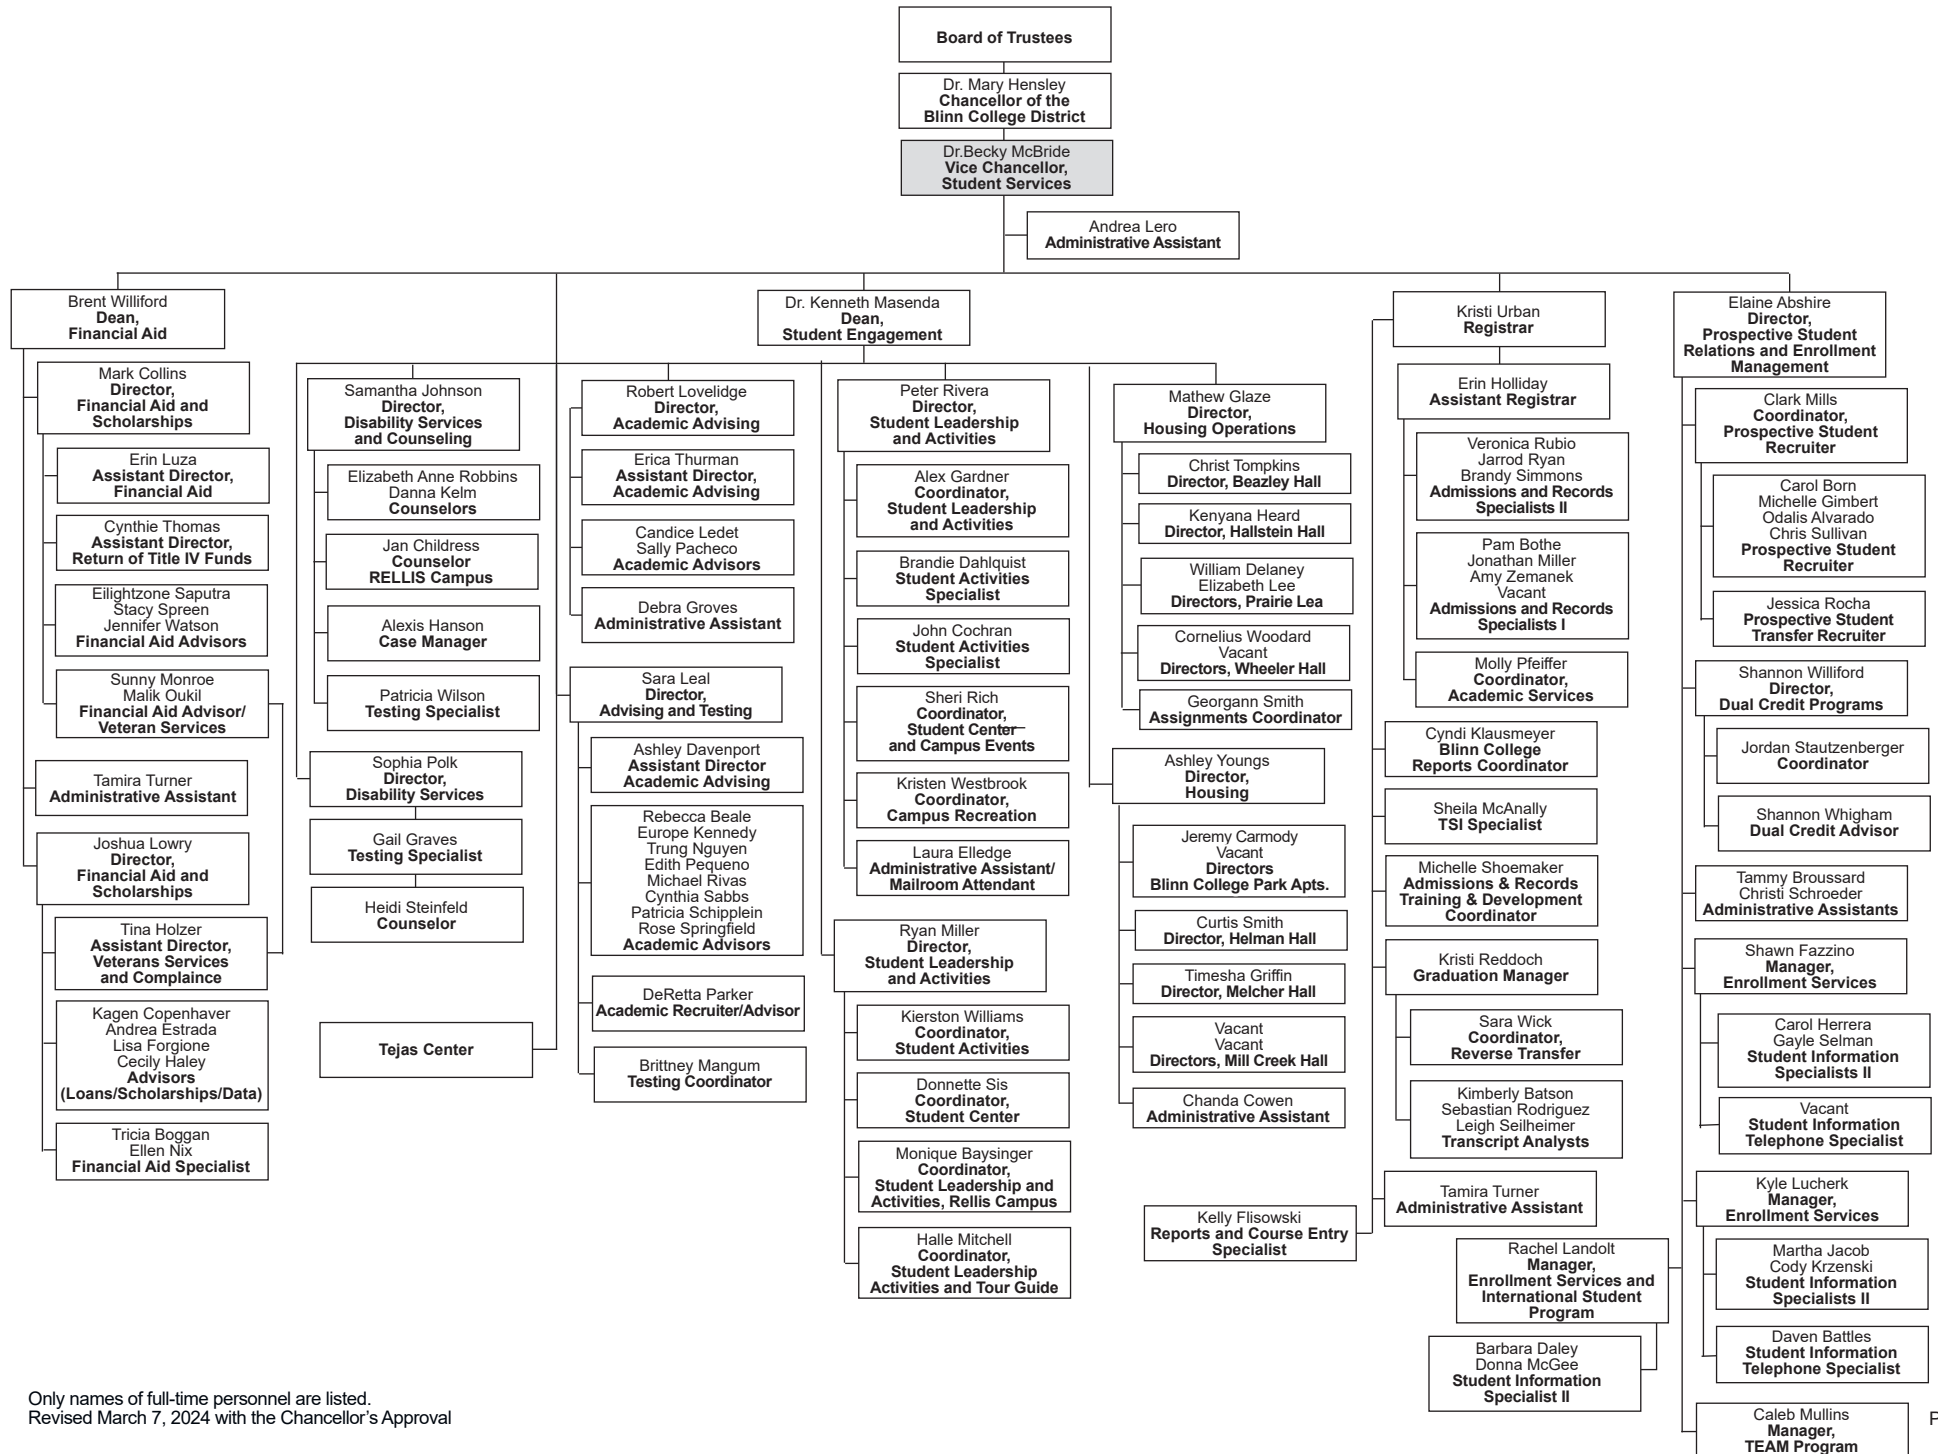 Board of Trustees
Dr. Mary Hensley
Chancellor of the
Blinn College District
Dr.Becky McBride
Vice Chancellor,
Student Services
Andrea Lero
Administrative Assistant
Brent Williford
Dean,
Financial Aid
Mark Collins
Director,
Financial Aid and
Scholarships
Erin Luza
Assistant Director,
Financial Aid
Cynthie Thomas
Assistant Director,
Return of Title IV Funds
Eilightzone Saputra
Stacy Spreen
Jennifer Watson
Financial Aid Advisors
Sunny Monroe
Malik Oukil
Financial Aid Advisor/
Veteran Services
Tamira Turner
Administrative Assistant
Joshua Lowry
Director,
Financial Aid and
Scholarships
Tina Holzer
Assistant Director,
Veterans Services
and Complaince
Kagen Copenhaver
Andrea Estrada
Lisa Forgione
Cecily Haley
Advisors
(Loans/Scholarships/Data)
Tricia Boggan
Ellen Nix
Financial Aid Specialist
Dr. Kenneth Masenda
Dean,
Student Engagement
Samantha Johnson
Director,
Disability Services
and Counseling
Elizabeth Anne Robbins
Danna Kelm
Counselors
Jan Childress
Counselor
RELLIS Campus
Alexis Hanson
Case Manager
Patricia Wilson
Testing Specialist
Sophia Polk
Director,
Disability Services
Gail Graves
Testing Specialist
Heidi Steinfeld
Counselor
Tejas Center
Robert Lovelidge
Director,
Academic Advising
Erica Thurman
Assistant Director,
Academic Advising
Candice Ledet
Sally Pacheco
Academic Advisors
Debra Groves
Administrative Assistant
Sara Leal
Director,
Advising and Testing
Ashley Davenport
Assistant Director
Academic Advising
Rebecca Beale
Europe Kennedy
Trung Nguyen
Edith Pequeno
Michael Rivas
Cynthia Sabbs
Patricia Schipplein
Rose Springfield
Academic Advisors
DeRetta Parker
Academic Recruiter/Advisor
Brittney Mangum
Testing Coordinator
Peter Rivera
Director,
Student Leadership
and Activities
Alex Gardner
Coordinator,
Student Leadership
and Activities
Brandie Dahlquist
Student Activities
Specialist
John Cochran
Student Activities
Specialist
Sheri Rich
Coordinator,
Student Center
and Campus Events
Kristen Westbrook
Coordinator,
Campus Recreation
Laura Elledge
Administrative Assistant/
Mailroom Attendant
Ryan Miller
Director,
Student Leadership
and Activities
Kierston Williams
Coordinator,
Student Activities
Donnette Sis
Coordinator,
Student Center
Monique Baysinger
Coordinator,
Student Leadership and
Activities, Rellis Campus
Halle Mitchell
Coordinator,
Student Leadership
Activities and Tour Guide
Mathew Glaze
Director,
Housing Operations
Christ Tompkins
Director, Beazley Hall
Kenyana Heard
Director, Hallstein Hall
William Delaney
Elizabeth Lee
Directors, Prairie Lea
Cornelius Woodard
Vacant
Directors, Wheeler Hall
Georgann Smith
Assignments Coordinator
Ashley Youngs
Director,
Housing
Jeremy Carmody
Vacant
Directors
Blinn College Park Apts.
Curtis Smith
Director, Helman Hall
Timesha Griffin
Director, Melcher Hall
Vacant
Vacant
Directors, Mill Creek Hall
Chanda Cowen
Administrative Assistant
Kristi Urban
Registrar
Erin Holliday
Assistant Registrar
Veronica Rubio
Jarrod Ryan
Brandy Simmons
Admissions and Records
Specialists II
Pam Bothe
Jonathan Miller
Amy Zemanek
Vacant
Admissions and Records
Specialists I
Molly Pfeiffer
Coordinator,
Academic Services
Cyndi Klausmeyer
Blinn College
Reports Coordinator
Sheila McAnally
TSI Specialist
Michelle Shoemaker
Admissions & Records
Training & Development
Coordinator
Kristi Reddoch
Graduation Manager
Sara Wick
Coordinator,
Reverse Transfer
Kimberly Batson
Sebastian Rodriguez
Leigh Seilheimer
Transcript Analysts
Tamira Turner
Administrative Assistant
Kelly Flisowski
Reports and Course Entry
Specialist
Elaine Abshire
Director,
Prospective Student
Relations and Enrollment
Management
Clark Mills
Coordinator,
Prospective Student
Recruiter
Carol Born
Michelle Gimbert
Odalis Alvarado
Chris Sullivan
Prospective Student
Recruiter
Jessica Rocha
Prospective Student
Transfer Recruiter
Shannon Williford
Director,
Dual Credit Programs
Jordan Stautzenberger
Coordinator
Shannon Whigham
Dual Credit Advisor
Tammy Broussard
Christi Schroeder
Administrative Assistants
Shawn Fazzino
Manager,
Enrollment Services
Carol Herrera
Gayle Selman
Student Information
Specialists II
Vacant
Student Information
Telephone Specialist
Kyle Lucherk
Manager,
Enrollment Services
Martha Jacob
Cody Krzenski
Student Information
Specialists II
Daven Battles
Student Information
Telephone Specialist
Rachel Landolt
Manager,
Enrollment Services and
International Student
Program
Barbara Daley
Donna McGee
Student Information
Specialist II
Caleb Mullins
Manager,
TEAM Program
Only names of full-time personnel are listed.
Revised March 7, 2024 with the Chancellor's Approval
P